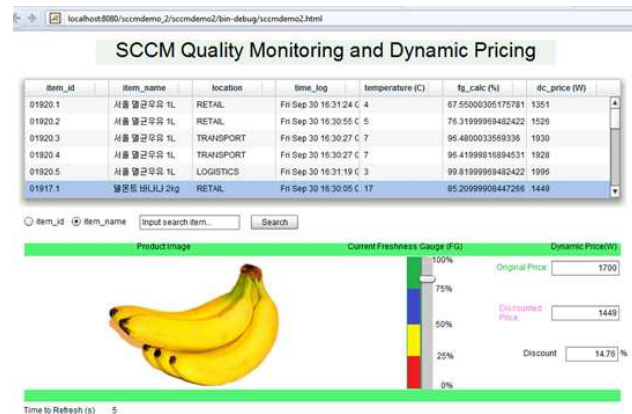 localhost:8080/sccmdemo_2/sccmdemo2/bin-debug/sccmdemo2.html
SCCM Quality Monitoring and Dynamic Pricing
item_id item_name location time_log temperature (C) fg_calc (%) dc_price (W)
01920.1 서울 멸균우유 1L RETAIL Fri Sep 30 16:31:24 G 4 67.55000305175781 1351
01920.2 서울 멸균우유 1L RETAIL Fri Sep 30 16:30:55 G 5 76.31999969482422 1526
01920.3 서울 멸균우유 1L TRANSPORT Fri Sep 30 16:30:27 G 7 96.4800033569336 1930
01920.4 서울 멸균우유 1L TRANSPORT Fri Sep 30 16:30:27 G 7 96.41999816894531 1928
01920.5 서울 멸균우유 1L LOGISTICS Fri Sep 30 16:31:19 G 3 99.81999969482422 1996
01917.1 델몬트 바나나 2kg RETAIL Fri Sep 30 16:30:05 G 17 85.20999908447266 1449
item_id item_name Input search item... Search
Product Image Current Freshness Gauge (FG) Dynamic Price(W)
100%
Original Price: 1700
75%
Discounted Price: 1449
50%
Discount 14.76 %
25%
0%
Time to Refresh (s) 5